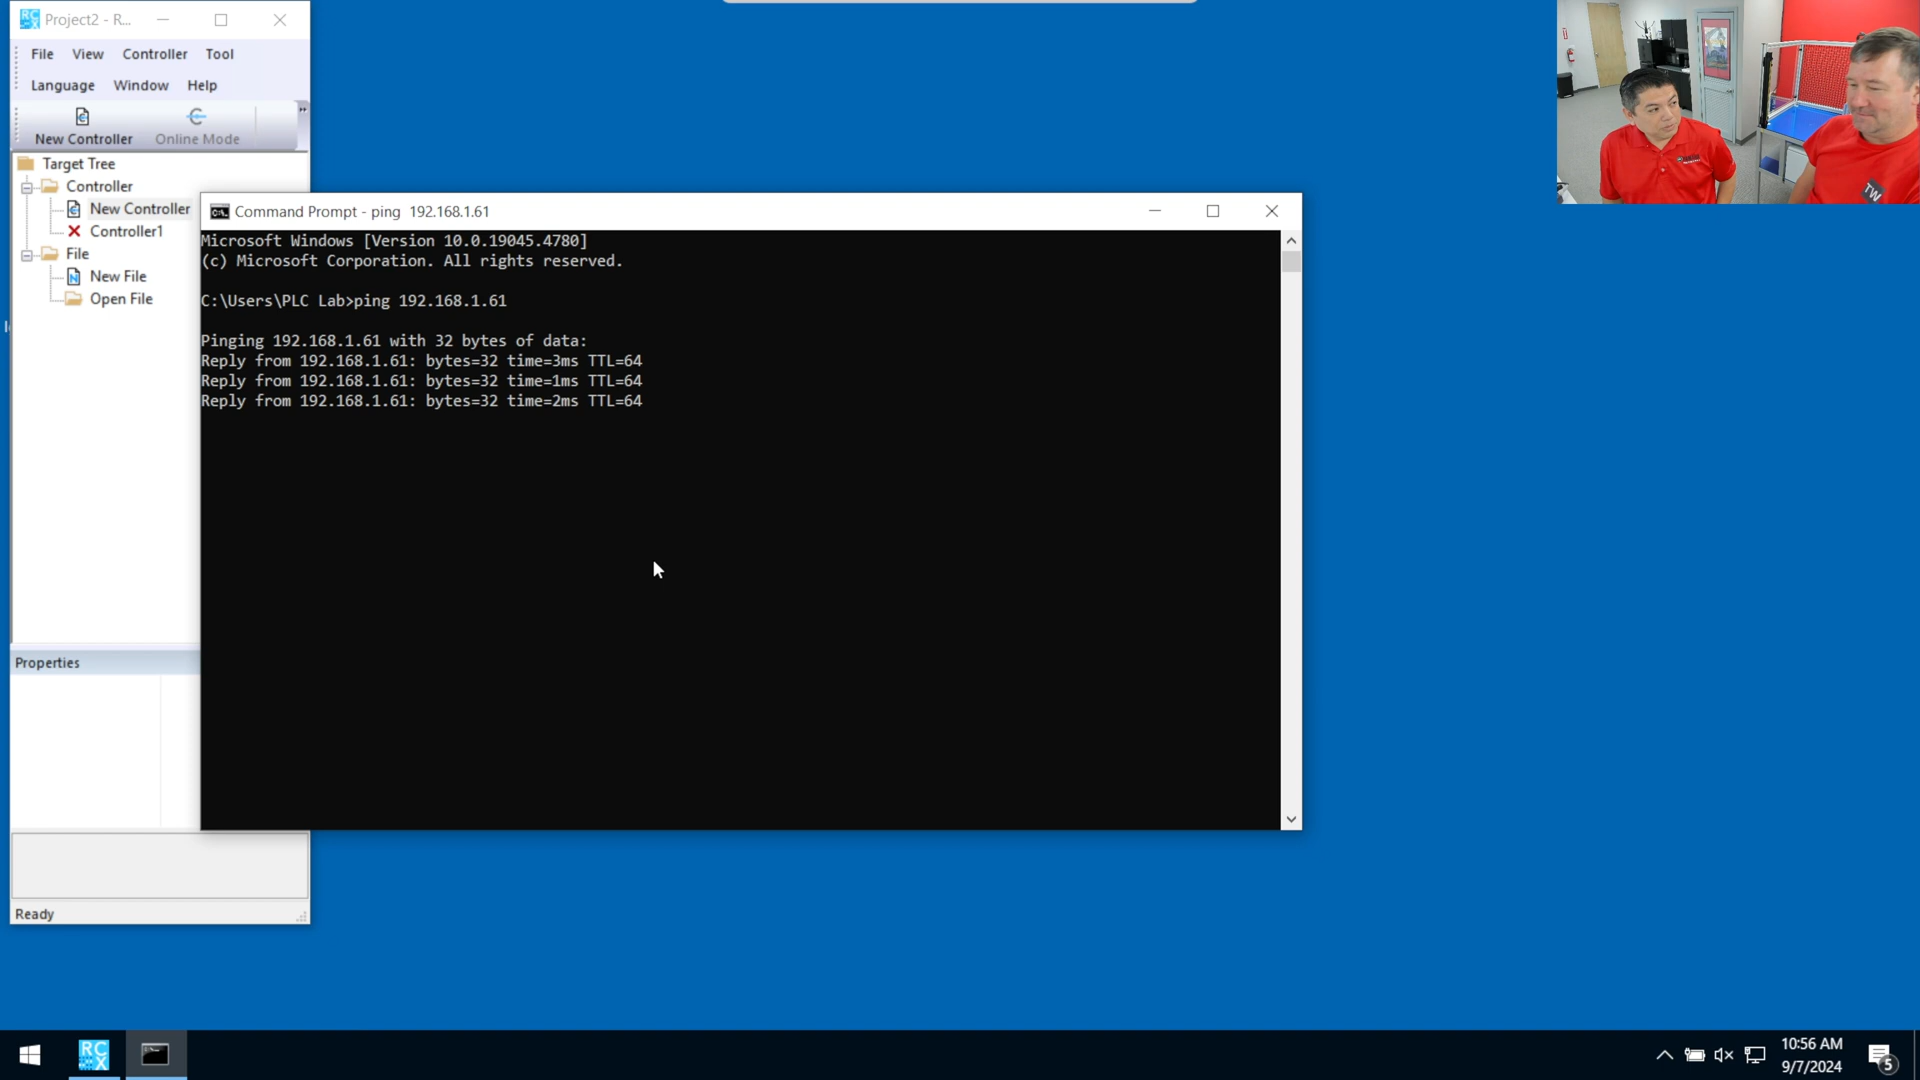 Project2 - R...
File View Controller Tool
Language Window Help
New Controller Online Mode
Target Tree
Controller
New Controller
Controller1
File
New File
Open File
Properties
Ready
Command Prompt - ping  192.168.1.61
Microsoft Windows [Version 10.0.19045.4780]
(c) Microsoft Corporation. All rights reserved.
C:\Users\PLC Lab>ping 192.168.1.61
Pinging 192.168.1.61 with 32 bytes of data:
Reply from 192.168.1.61: bytes=32 time=3ms TTL=64
Reply from 192.168.1.61: bytes=32 time=1ms TTL=64
Reply from 192.168.1.61: bytes=32 time=2ms TTL=64
TW
RC
X
10:56 AM
9/7/2024
5